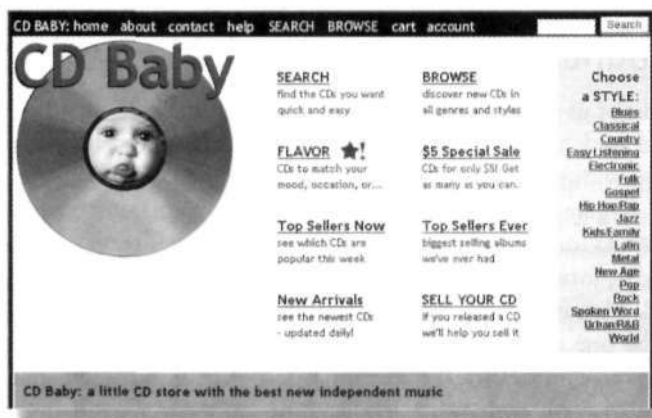 CD BABY: home about contact help SEARCH BROWSE cart account Search
CD Baby
SEARCH
find the CDs you want
quick and easy
BROWSE
discover new CDs in
all genres and styles
FLAVOR ★!
CDs to match your
mood, occation, or...
$5 Special Sale
CDs for only $5! Get
as many as you can.
Top Sellers Now
see which CDs are
popular this week
Top Sellers Ever
biggest selling albums
we've ever had
New Arrivals
see the newest CDs
- updated daily!
SELL YOUR CD
If you released a CD
we'll help you sell it
Choose
a STYLE:
Blues
Classical
Country
Easy Listening
Electronic
Folk
Gospel
Hip Hop/Rap
Jazz
Kids/Family
Latin
Metal
New Age
Pop
Rock
Spoken Word
Urban/R&B
World
CD Baby: a little CD store with the best new independent music